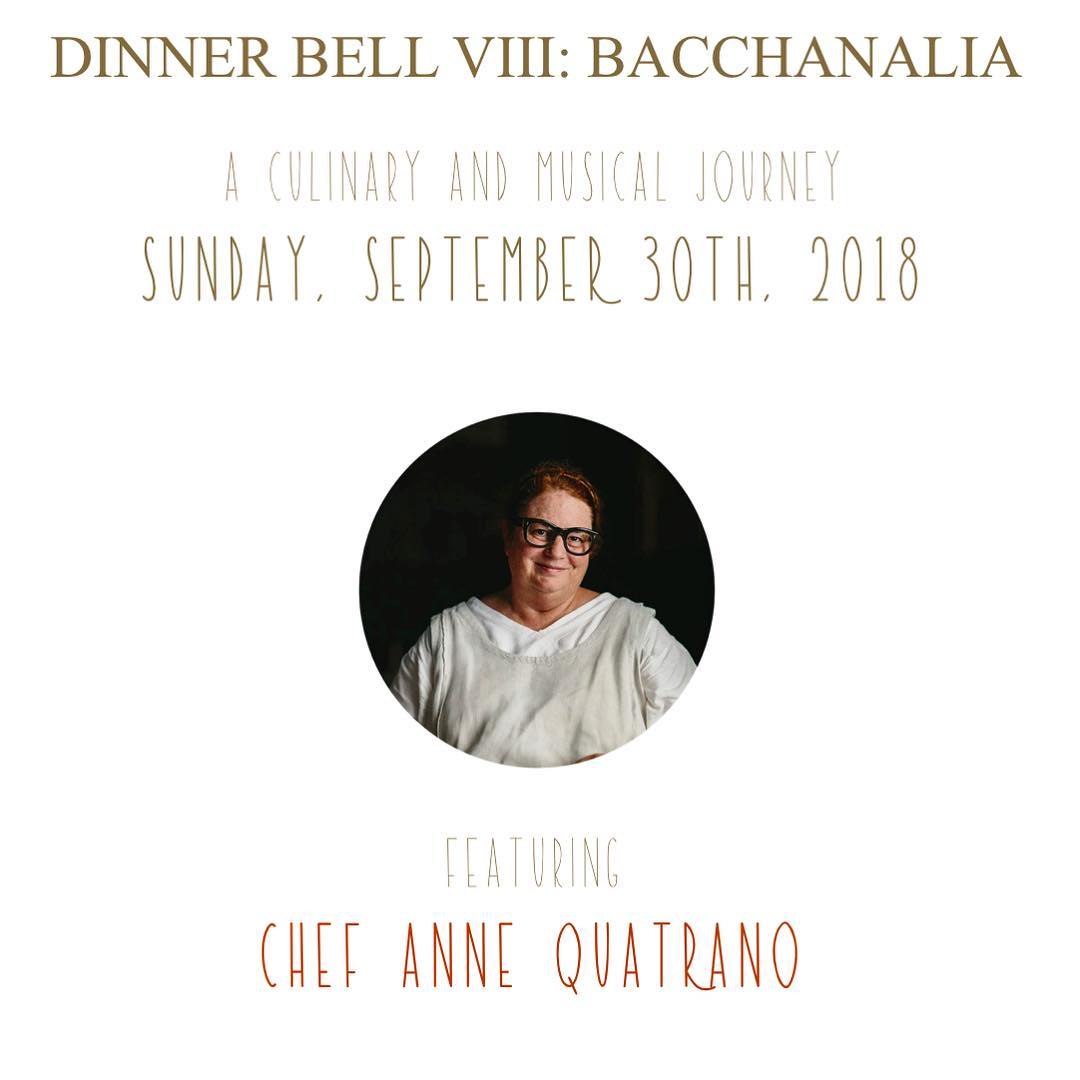 DINNER BELL VIII: BACCHANALIA
A CULINARY AND MUSICAL JOURNEY
SUNDAY, SEPTEMBER 30TH, 2018
FEATURING
CHEF ANNE QUATRANO